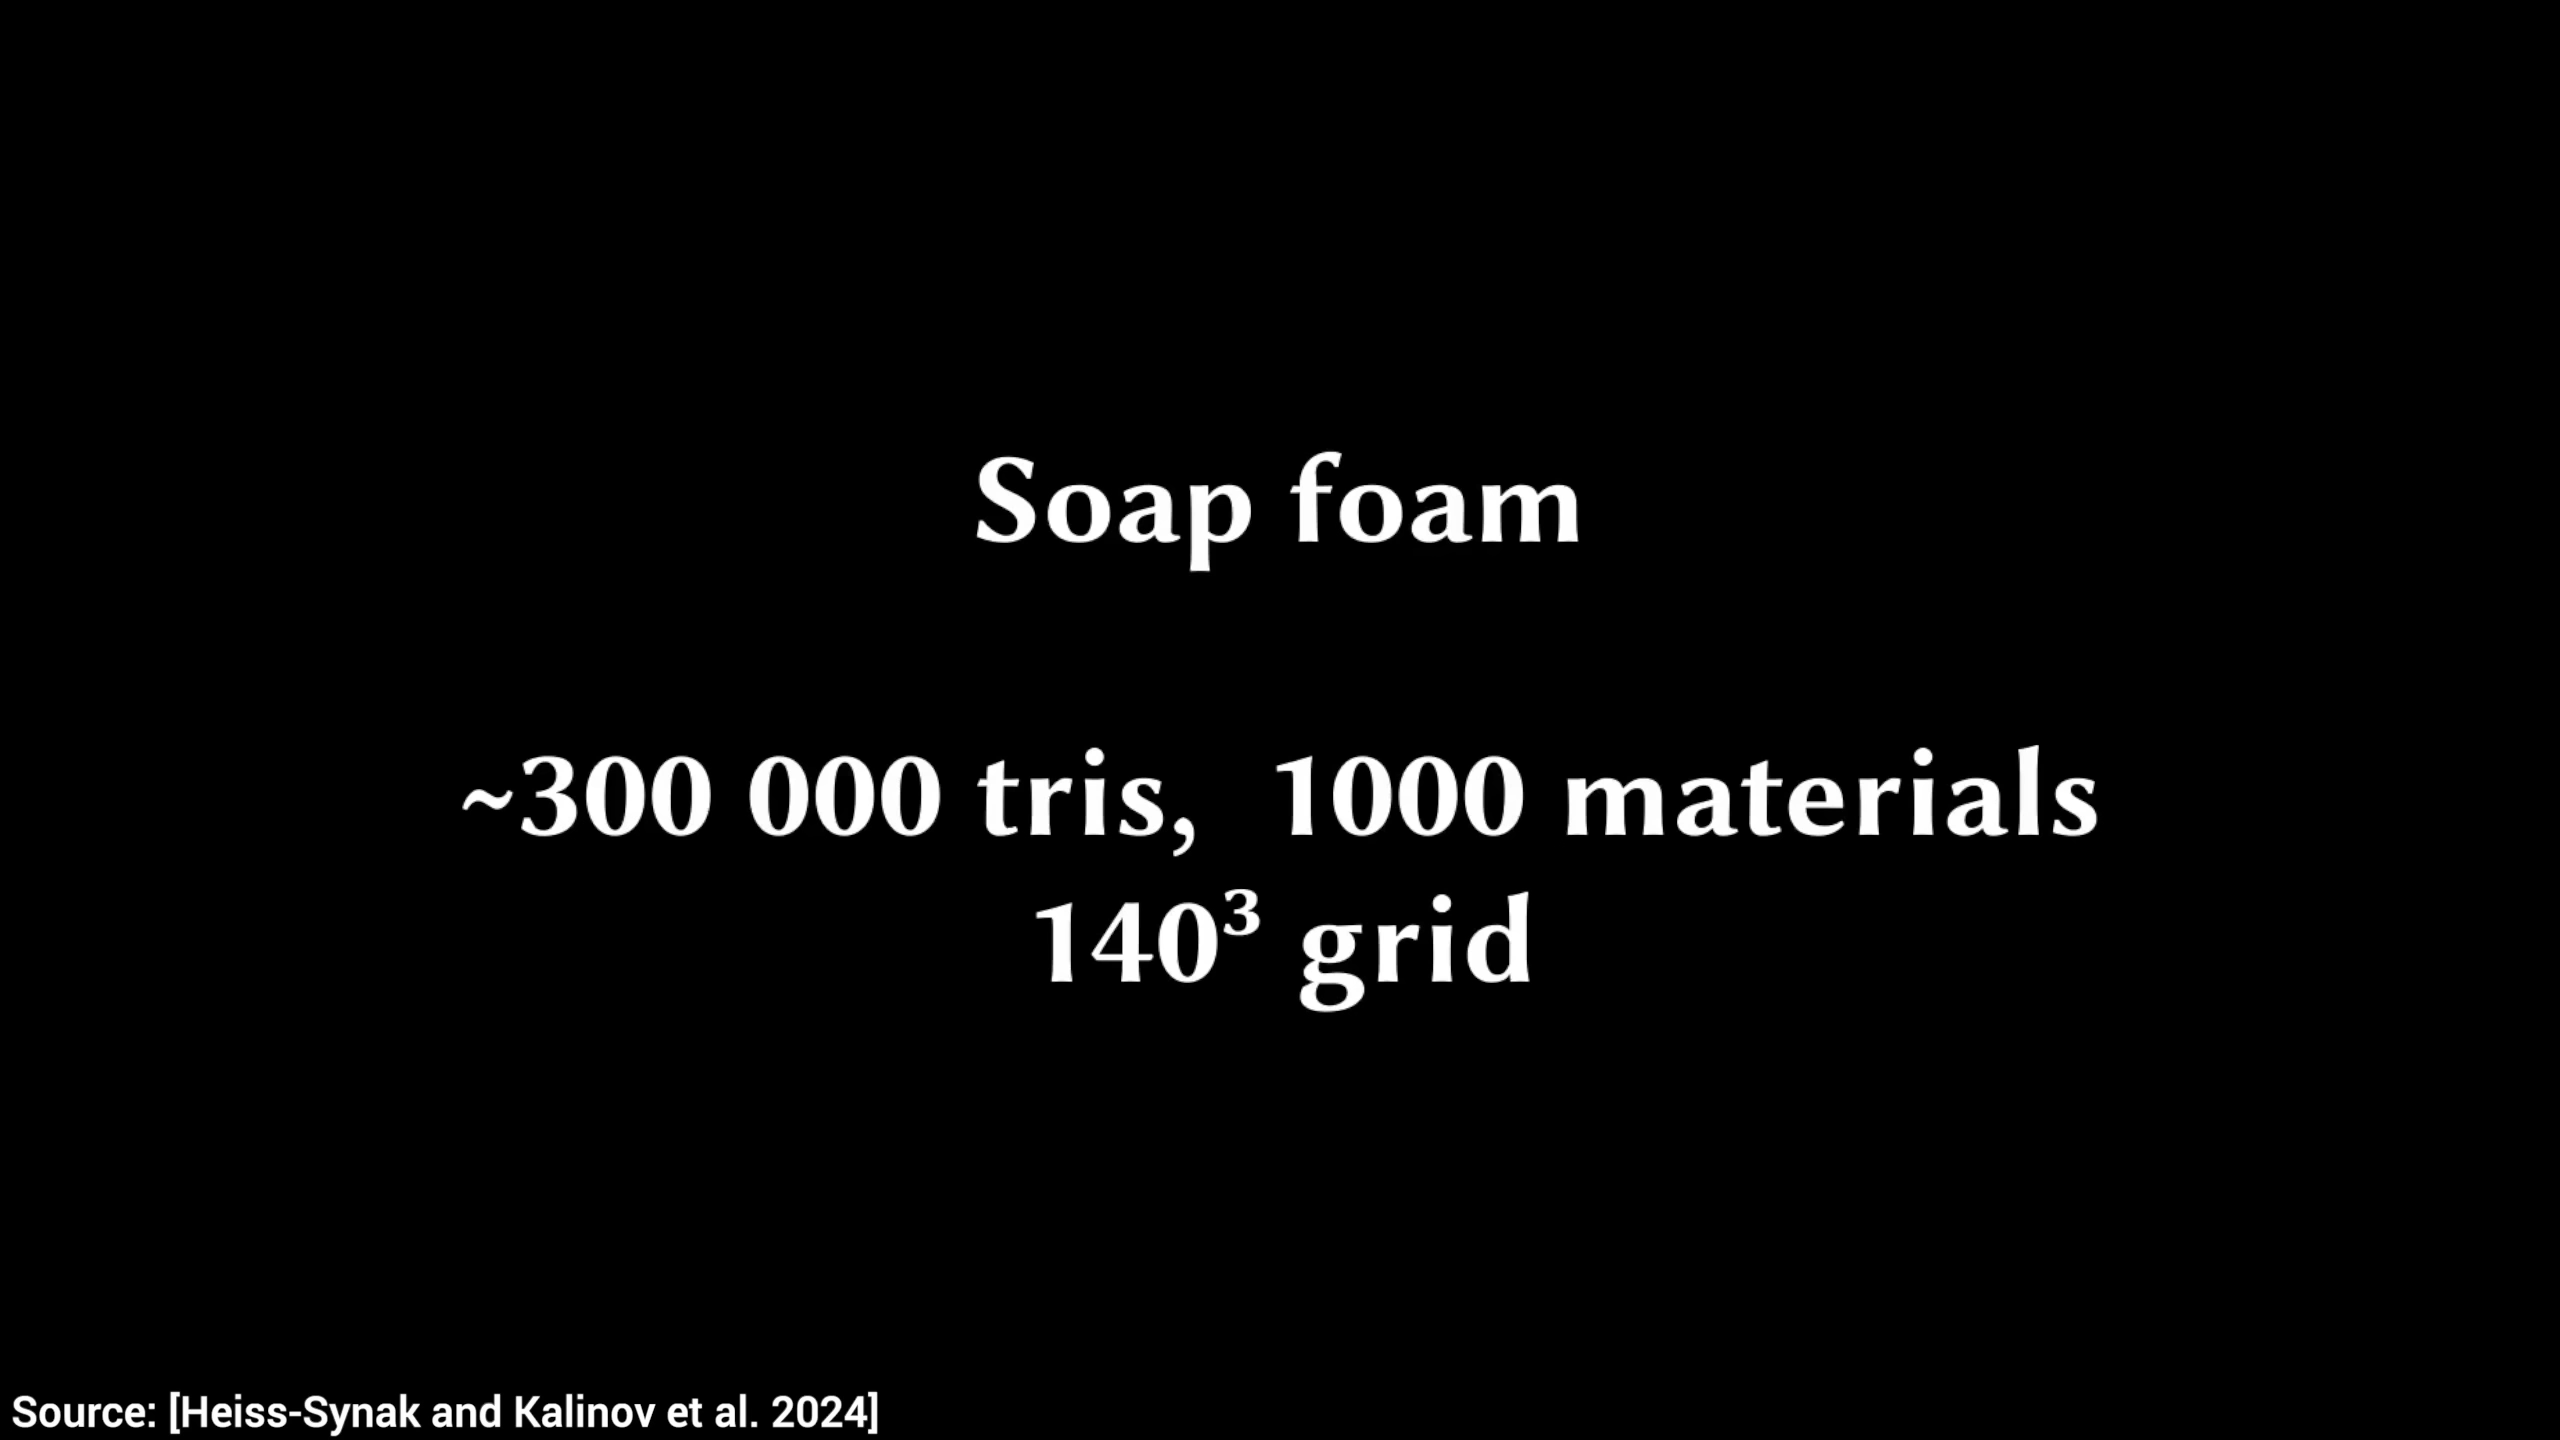 Soap foam
~300 000 tris, 1000 materials
140³ grid
Source: [Heiss-Synak and Kalinov et al. 2024]